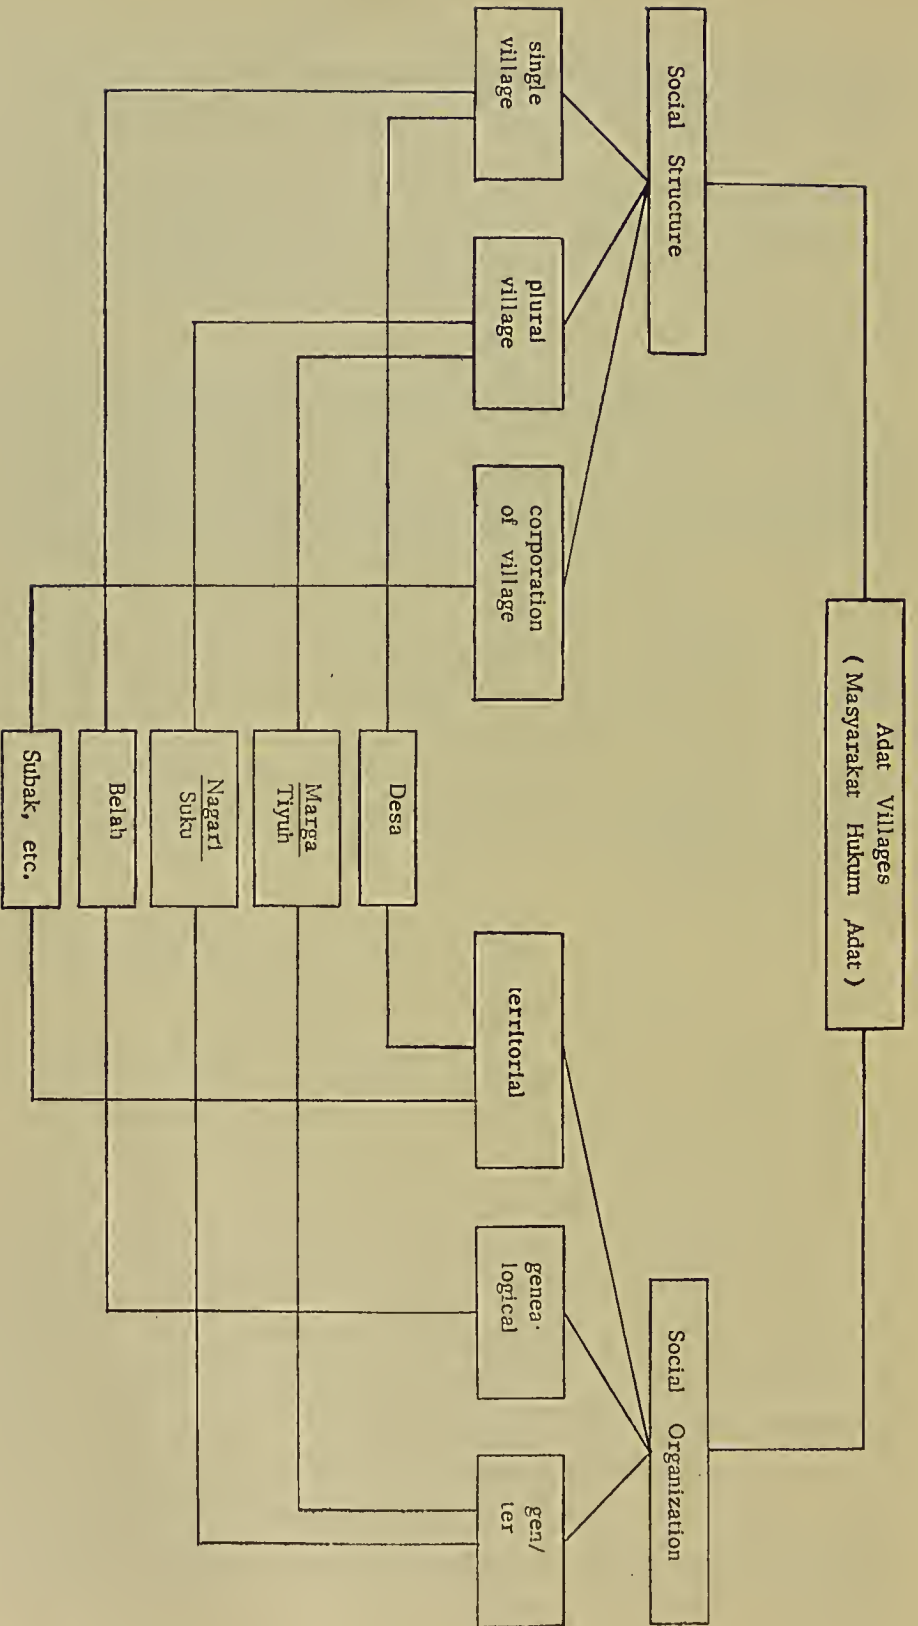 Adat Villages
( Masyarakat Hukum Adat )
Social Structure
Social Organization
single
village
plural
village
corporation
of village
territorial
genea-
logical
gen/
ter
Desa
Marga
Tiyuh
Nagari
Suku
Belah
Subak, etc.